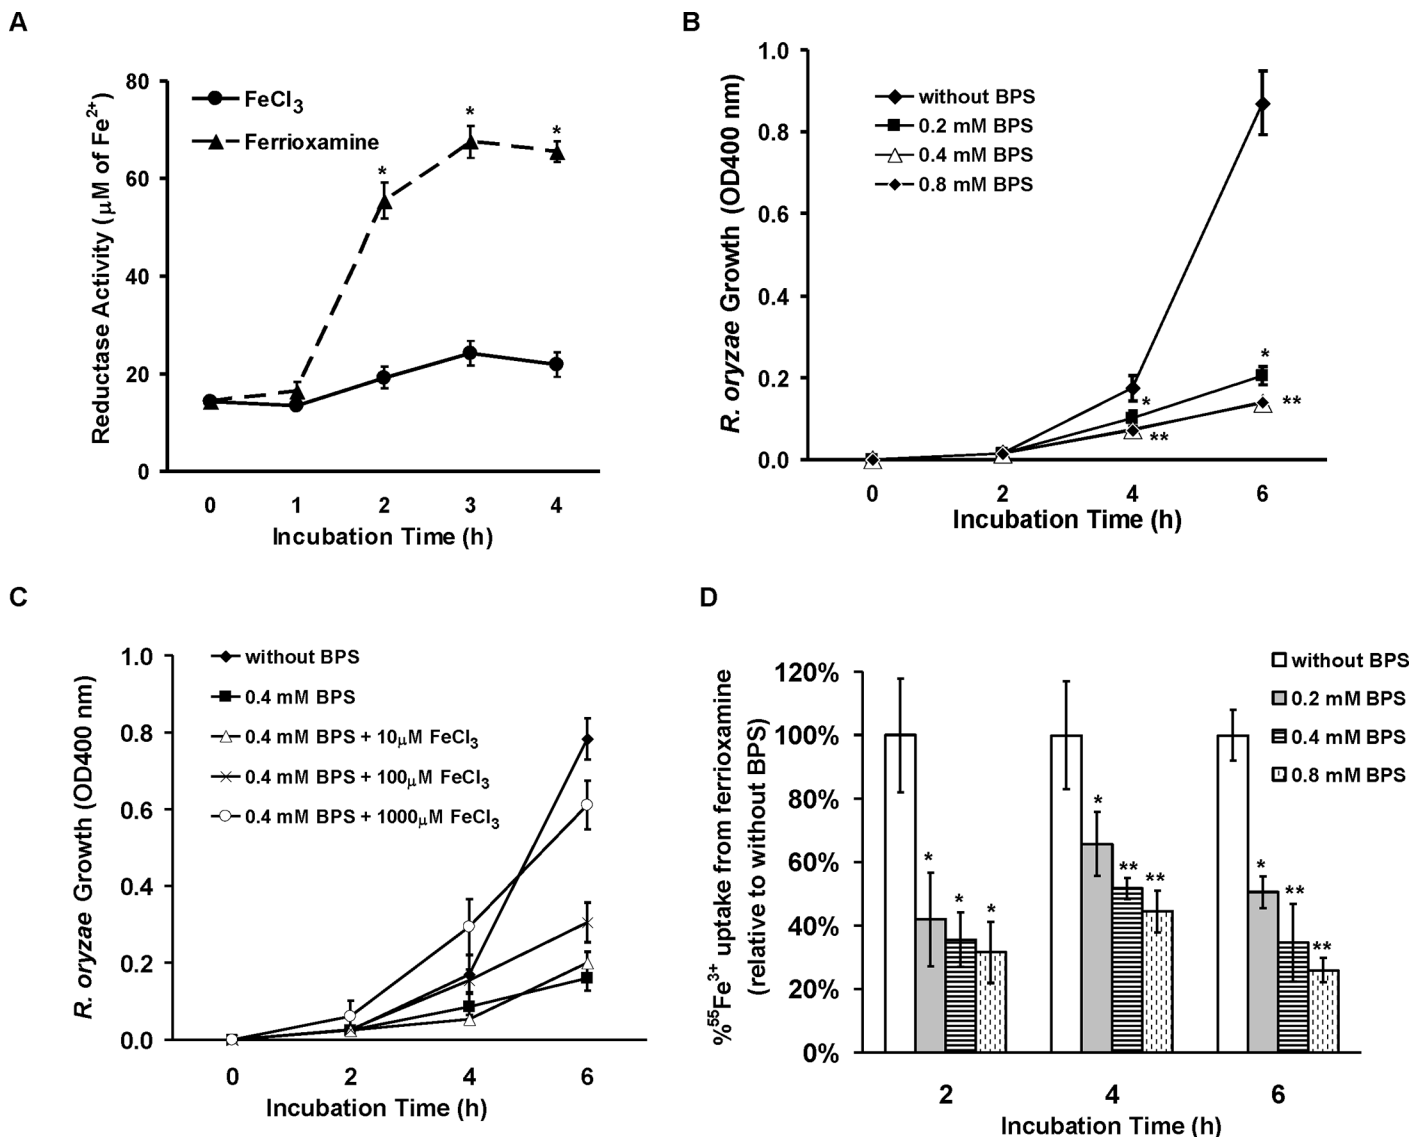 A
Reductase Activity (μM of Fe²⁺)
80
60
40
20
0
FeCl₃
Ferrioxamine
*
*
*
0 1 2 3 4
Incubation Time (h)
B
R. oryzae Growth (OD400 nm)
1.0
0.8
0.6
0.4
0.2
0.0
without BPS
0.2 mM BPS
0.4 mM BPS
0.8 mM BPS
*
**
*
**
0 2 4 6
Incubation Time (h)
C
R. oryzae Growth (OD400 nm)
1.0
0.8
0.6
0.4
0.2
0.0
without BPS
0.4 mM BPS
0.4 mM BPS + 10μM FeCl₃
0.4 mM BPS + 100μM FeCl₃
0.4 mM BPS + 1000μM FeCl₃
0 2 4 6
Incubation Time (h)
D
%⁵⁵Fe³⁺ uptake from ferrioxamine
(relative to without BPS)
120%
100%
80%
60%
40%
20%
0%
without BPS
0.2 mM BPS
0.4 mM BPS
0.8 mM BPS
* * *
* ** **
* ** **
2 4 6
Incubation Time (h)